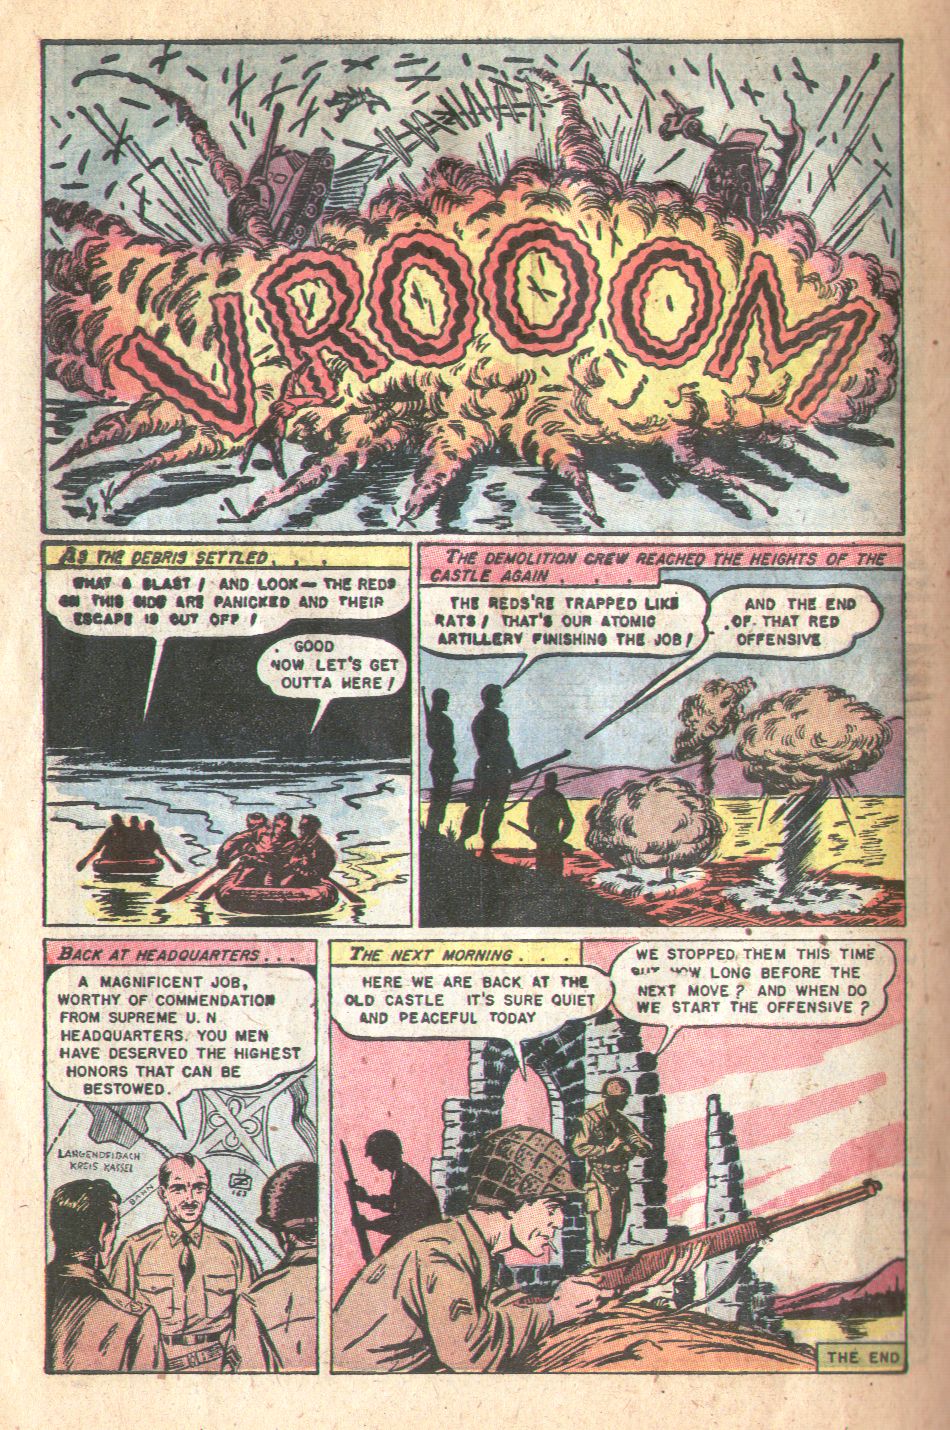 VROOOM
AS THE DEBRIS SETTLED. . .
WHAT A BLAST! AND LOOK— THE REDS
ON THIS SIDE ARE PANICKED AND THEIR
ESCAPE IS CUT OFF!
GOOD
NOW LET'S GET
OUTTA HERE!
THE DEMOLITION CREW REACHED THE HEIGHTS OF THE
CASTLE AGAIN . . . .
THE REDS'RE TRAPPED LIKE
RATS! THAT'S OUR ATOMIC
ARTILLERY FINISHING THE JOB!
AND THE END
OF THAT RED
OFFENSIVE
BACK AT HEADQUARTERS . . .
A MAGNIFICENT JOB,
WORTHY OF COMMENDATION
FROM SUPREME U.N
HEADQUARTERS. YOU MEN
HAVE DESERVED THE HIGHEST
HONORS THAT CAN BE
BESTOWED.
LANGENDEIBACH
KREIS KASSEL
BAHN
163
THE NEXT MORNING . . .
HERE WE ARE BACK AT THE
OLD CASTLE IT'S SURE QUIET
AND PEACEFUL TODAY
WE STOPPED THEM THIS TIME
BUT HOW LONG BEFORE THE
NEXT MOVE? AND WHEN DO
WE START THE OFFENSIVE?
THE END